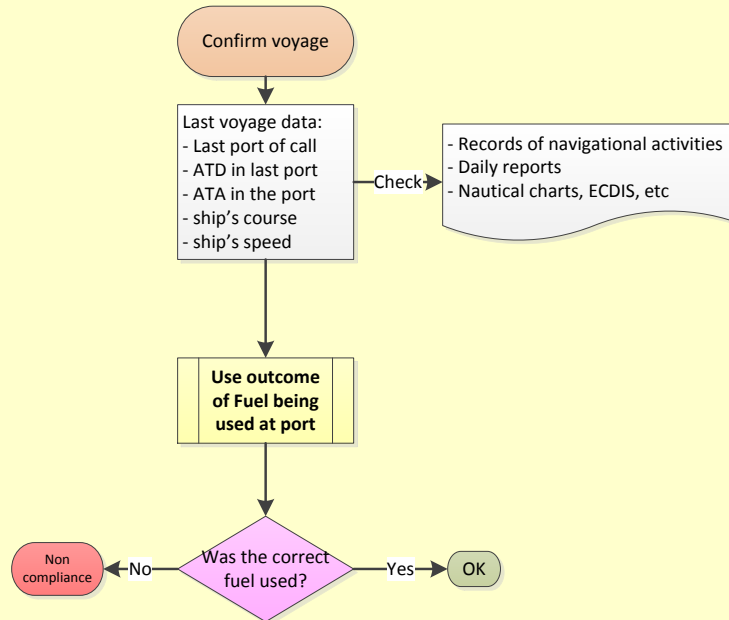 Confirm voyage
Last voyage data:
- Last port of call
- ATD in last port
- ATA in the port
- ship's course
- ship's speed
Check
- Records of navigational activities
- Daily reports
- Nautical charts, ECDIS, etc
Use outcome
of Fuel being
used at port
Was the correct
fuel used?
No
Non
compliance
Yes
OK